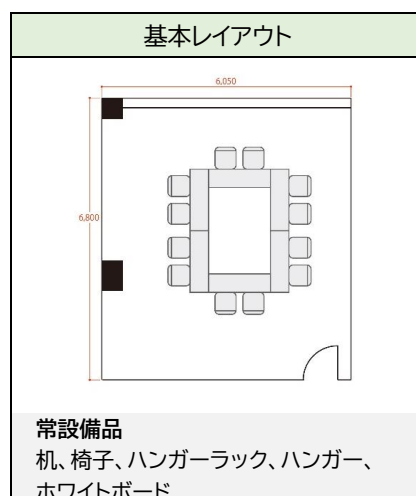 基本レイアウト
6,050
6,800
常設備品
机、椅子、ハンガーラック、ハンガー、
ホワイトボード